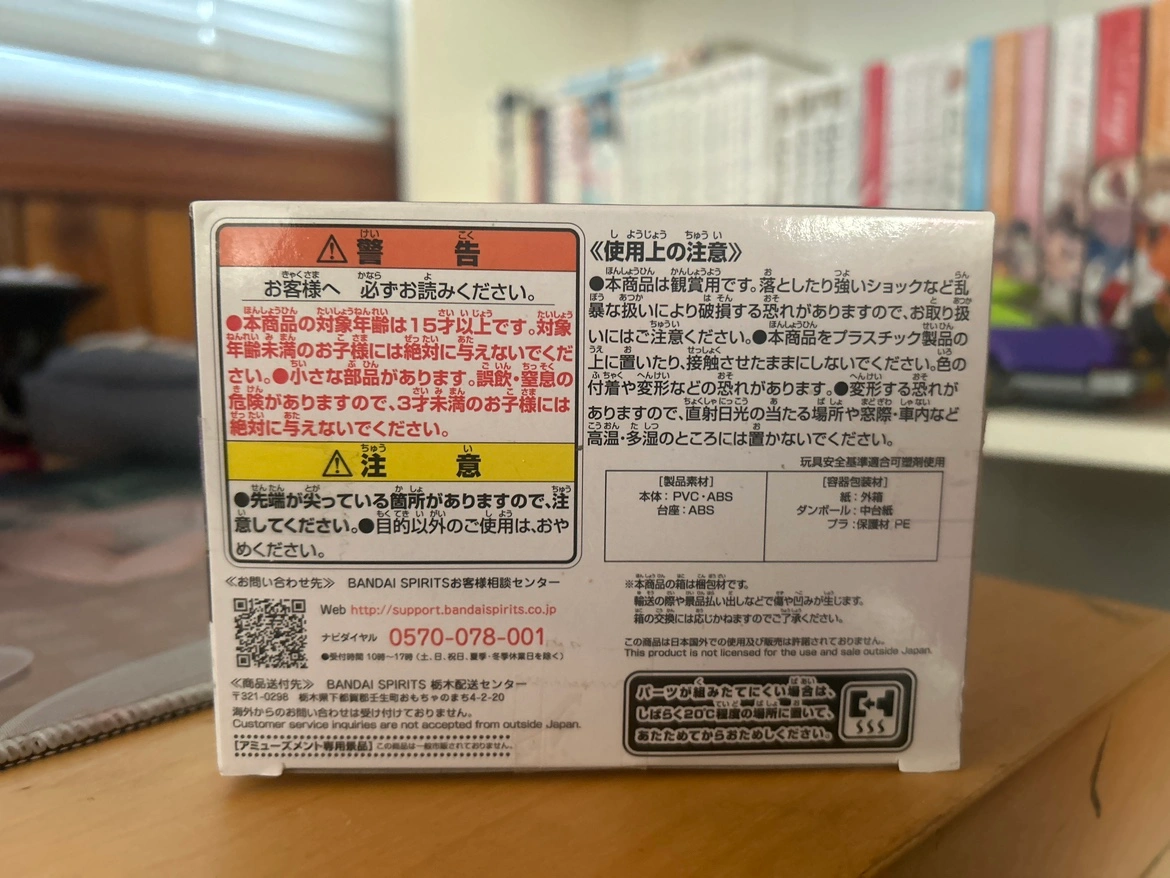 ⚠警告
お客様へ 必ずお読みください。
●本商品の対象年齢は15才以上です。対象
年齢未満のお子様には絶対に与えないでくだ
さい。●小さな部品があります。誤飲・窒息の
危険がありますので、3才未満のお子様には
絶対に与えないでください。
⚠注意
●先端が尖っている箇所がありますので、注
意してください。●目的以外のご使用は、おや
めください。
《お問い合わせ先》 BANDAI SPIRITSお客様相談センター
Web http://support.bandaispirits.co.jp
ナビダイヤル 0570-078-001
●受付時間 10時～17時（土、日、祝日、夏季・冬季休業日を除く）
《商品送付先》 BANDAI SPIRITS 栃木配送センター
〒321-0298 栃木県下都賀郡壬生町おもちゃのまち4-2-20
海外からのお問い合わせは受け付けておりません。
Customer service inquiries are not accepted from outside Japan.
【アミューズメント専用景品】この商品は一般市販されておりません。
《使用上の注意》
●本商品は観賞用です。落としたり強いショックなど乱
暴な扱いにより破損する恐れがありますので、お取り扱
いにはご注意ください。●本商品をプラスチック製品の
上に置いたり、接触させたままにしないでください。色の
付着や変形などの恐れがあります。●変形する恐れが
ありますので、直射日光の当たる場所や窓際・車内など
高温・多湿のところには置かないでください。
玩具安全基準適合可塑剤使用
［製品素材］
本体：PVC・ABS
台座：ABS
［容器包装材］
紙：外箱
ダンボール：中台紙
プラ：保護材 PE
※本商品の箱は梱包材です。
輸送の際や景品払い出しなどで傷や凹みが生じます。
箱の交換には応じかねますのでご了承ください。
この商品は日本国外での使用及び販売は許諾されておりません。
This product is not licensed for the use and sale outside Japan.
パーツが組みたてにくい場合は、
しばらく20℃程度の場所に置いて、
あたためてからおためしください。